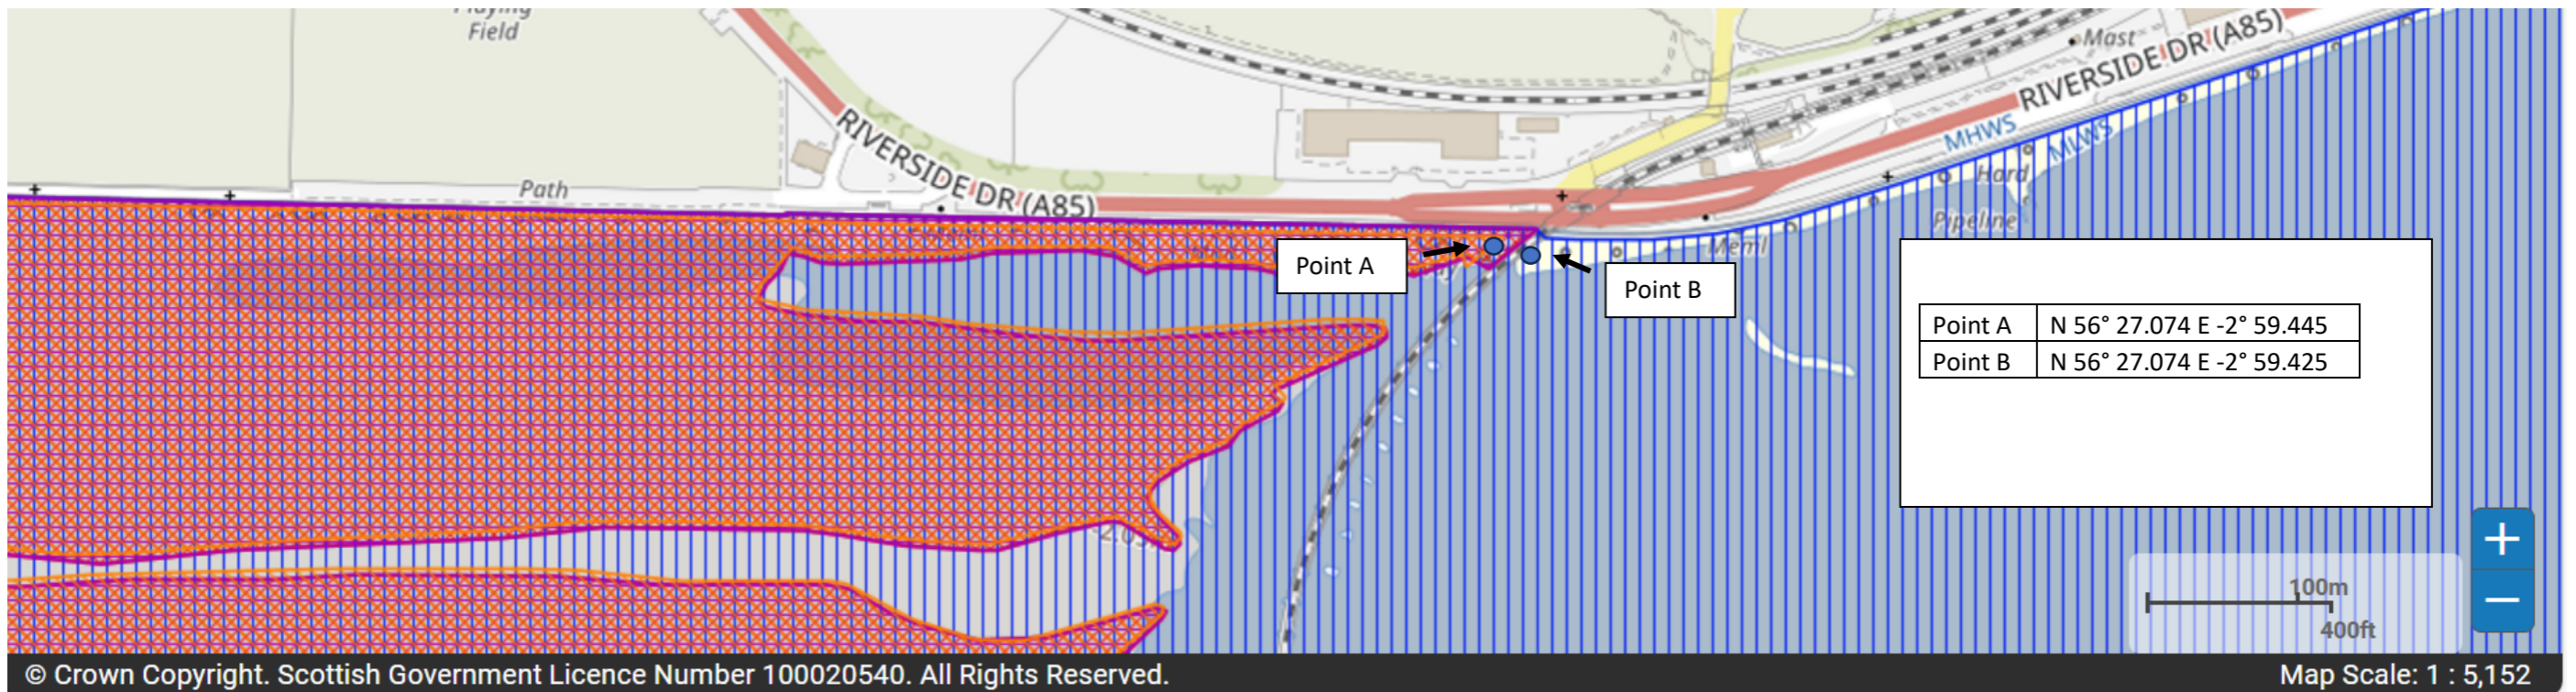 Playing
Field
Mast
RIVERSIDE DR (A85)
MHWS
MLWS
RIVERSIDE DR (A85)
Path
Hard
Pipeline
Meml
Point A
Point B
Point A N 56° 27.074 E -2° 59.445
Point B N 56° 27.074 E -2° 59.425
+
−
100m
400ft
© Crown Copyright. Scottish Government Licence Number 100020540. All Rights Reserved.
Map Scale: 1 : 5,152